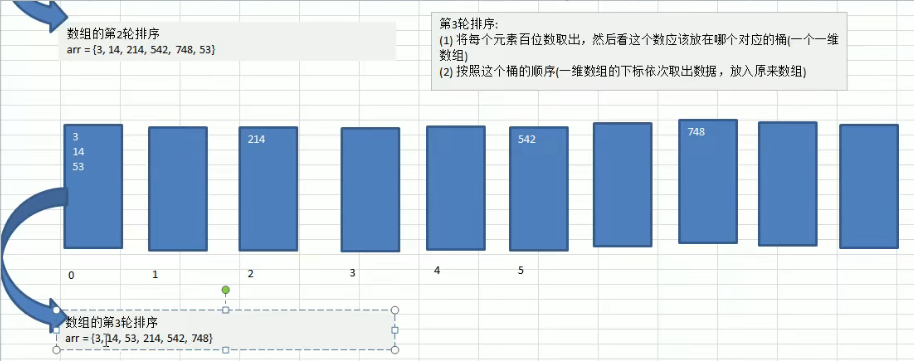 数组的第2轮排序
arr = {3, 14, 214, 542, 748, 53}
第3轮排序:
(1) 将每个元素百位数取出，然后看这个数应该放在哪个对应的桶(一个一维
数组)
(2) 按照这个桶的顺序(一维数组的下标依次取出数据，放入原来数组)
3
14
53
214
542
748
0
1
2
3
4
5
数组的第3轮排序
arr = {3, 14, 53, 214, 542, 748}